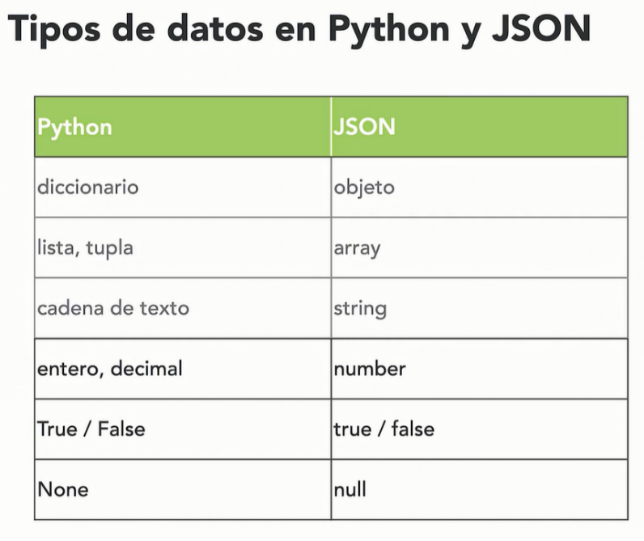 Tipos de datos en Python y JSON
Python JSON
diccionario objeto
lista, tupla array
cadena de texto string
entero, decimal number
True / False true / false
None null